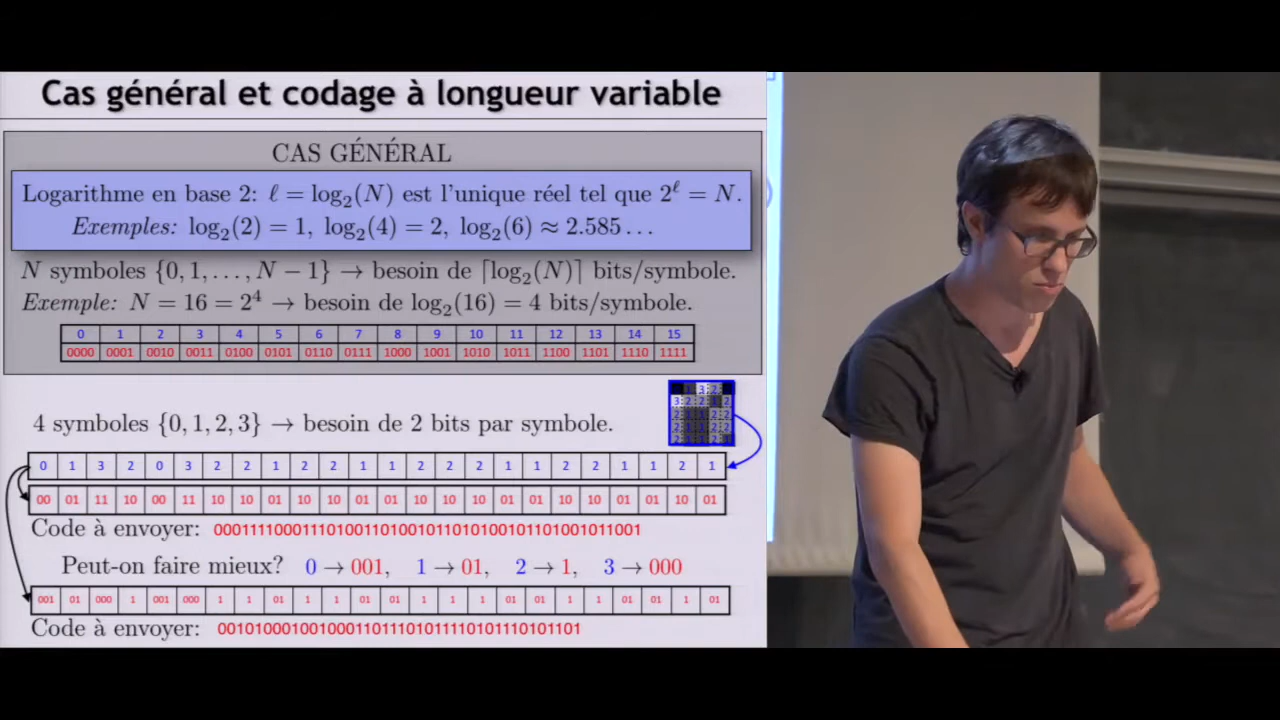 Cas général et codage à longueur variable
CAS GÉNÉRAL
Logarithme en base 2: ℓ = log₂(N) est l'unique réel tel que 2^ℓ = N.
Exemples: log₂(2) = 1, log₂(4) = 2, log₂(6) ≈ 2.585…
N symboles {0, 1, …, N − 1} → besoin de ⌈log₂(N)⌉ bits/symbole.
Exemple: N = 16 = 2⁴ → besoin de log₂(16) = 4 bits/symbole.
0 1 2 3 4 5 6 7 8 9 10 11 12 13 14 15
0000 0001 0010 0011 0100 0101 0110 0111 1000 1001 1010 1011 1100 1101 1110 1111
4 symboles {0, 1, 2, 3} → besoin de 2 bits par symbole.
0 1 3 2 0 3 2 2 1 2 2 1 1 2 2 2 1 1 2 2 1 1 2 1
00 01 11 10 00 11 10 10 01 10 10 01 01 10 10 10 01 01 10 10 01 01 10 01
Code à envoyer: 000111100011101001101001011010100101101001011001
Peut-on faire mieux? 0 → 001, 1 → 01, 2 → 1, 3 → 000
001 01 000 1 001 000 1 1 01 1 1 01 01 1 1 1 01 01 1 1 01 01 1 01
Code à envoyer: 00101000100100011011101011110101110101101